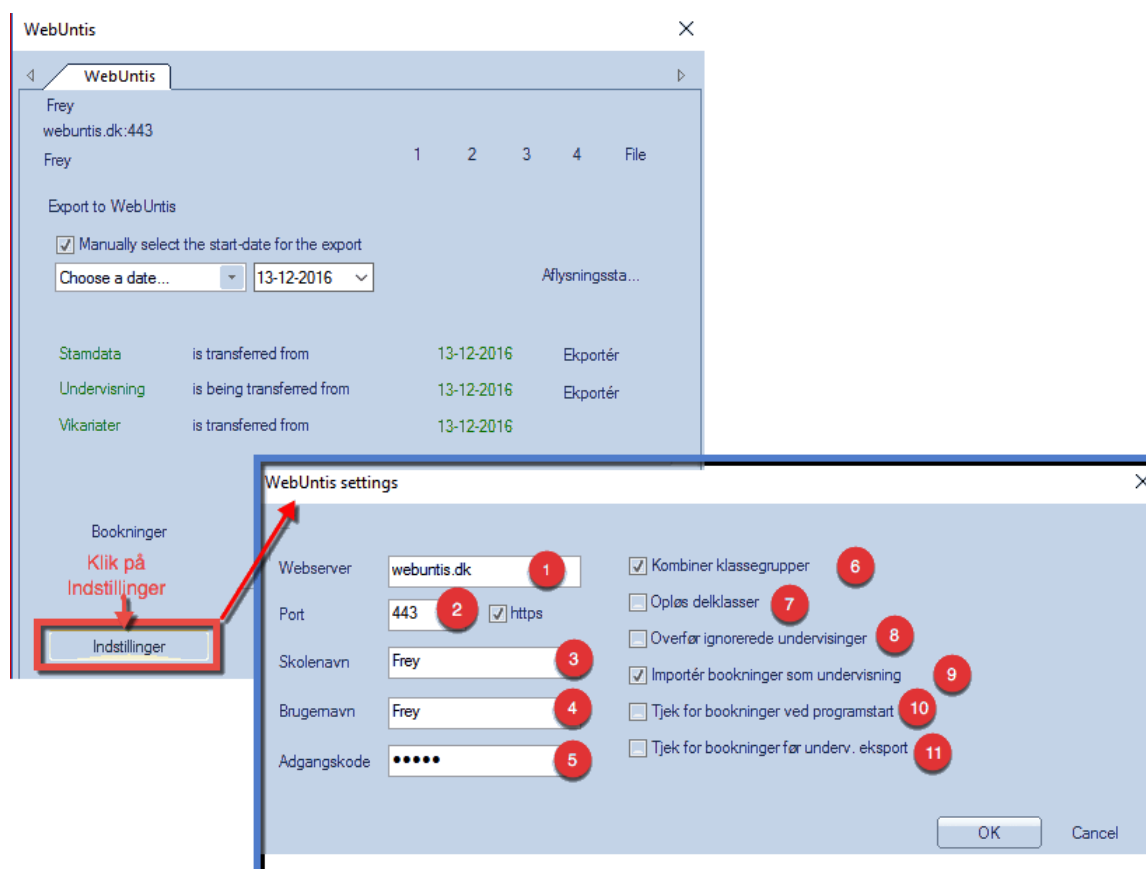 WebUntis
WebUntis
Frey
webuntis.dk:443
Frey
1 2 3 4 File
Export to WebUntis
Manually select the start-date for the export
Choose a date... 13-12-2016
Aflysningssta...
Stamdata is transferred from 13-12-2016 Ekportér
Undervisning is being transferred from 13-12-2016 Ekportér
Vikariater is transferred from 13-12-2016
Bookninger
Klik på
Indstillinger
Indstillinger
WebUntis settings
Webserver webuntis.dk 1
Port 443 2 https
Skolenavn Frey 3
Brugernavn Frey 4
Adgangskode ••••• 5
Kombiner klassegrupper 6
Opløs delklasser 7
Overfør ignorerede undervisinger 8
Importér bookninger som undervisning 9
Tjek for bookninger ved programstart 10
Tjek for bookninger før underv. eksport 11
OK Cancel